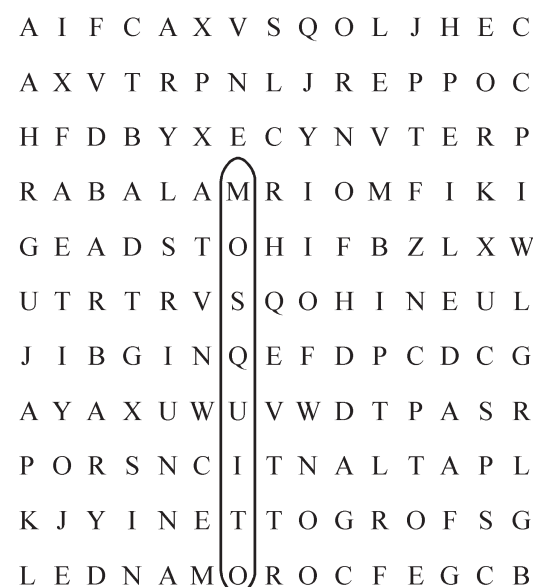 A I F C A X V S Q O L J H E C
A X V T R P N L J R E P P O C
H F D B Y X E C Y N V T E R P
R A B A L A M R I O M F I K I
G E A D S T O H I F B Z L X W
U T R T R V S Q O H I N E U L
J I B G I N Q E F D P C D C G
A Y A X U W U V W D T P A S R
P O R S N C I T N A L T A P L
K J Y I N E T T O G R O F S G
L E D N A M O R O C F E G C B